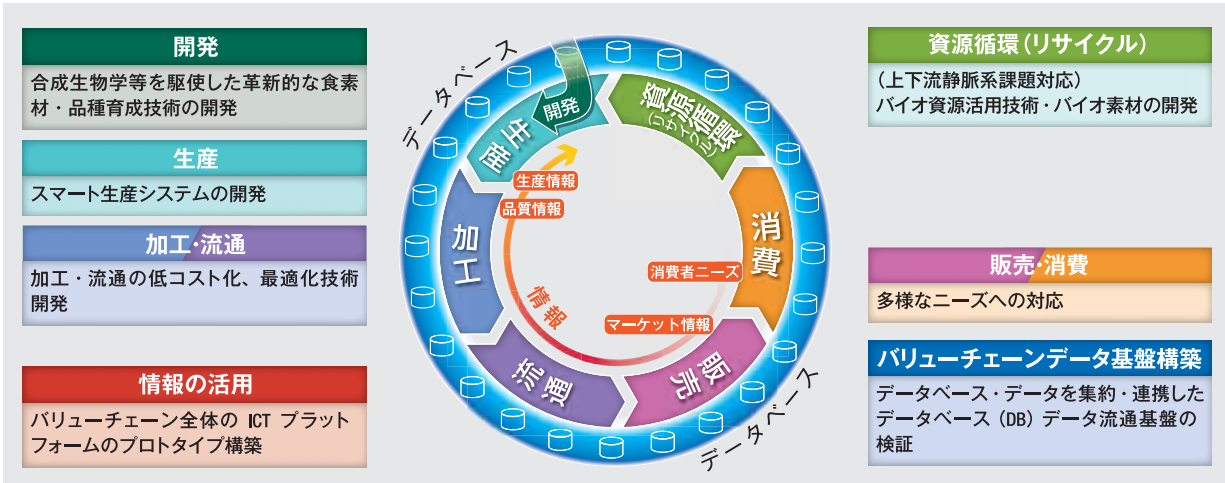 開発
合成生物学等を駆使した革新的な食素
材・品種育成技術の開発
生産
スマート生産システムの開発
加工・流通
加工・流通の低コスト化、最適化技術
開発
情報の活用
バリューチェーン全体の ICT プラット
フォームのプロトタイプ構築
データベース
開発
生産
加工
流通
販売
消費
資源循環
(リサイクル)
生産情報
品質情報
消費者ニーズ
マーケット情報
情報
データベース
資源循環(リサイクル)
(上下流静脈系課題対応)
バイオ資源活用技術・バイオ素材の開発
販売・消費
多様なニーズへの対応
バリューチェーンデータ基盤構築
データベース・データを集約・連携した
データベース (DB) データ流通基盤の
検証